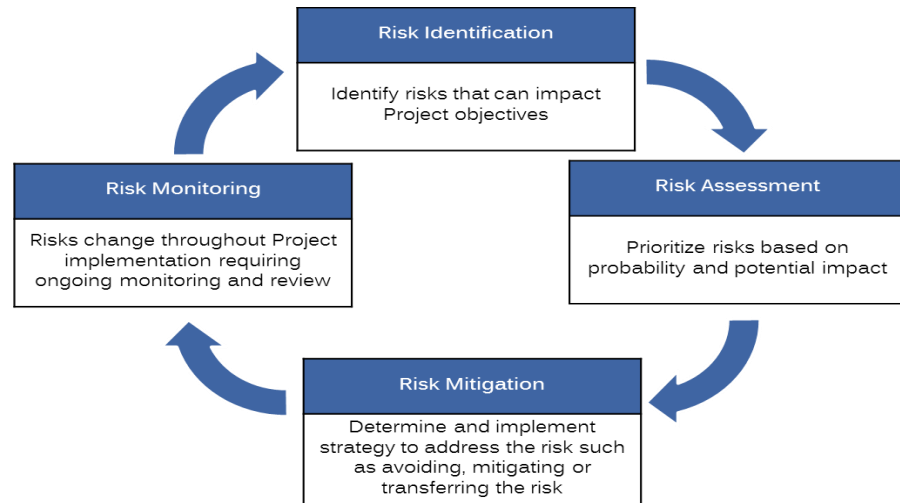 Risk Identification
Identify risks that can impact
Project objectives
Risk Assessment
Prioritize risks based on
probability and potential impact
Risk Mitigation
Determine and implement
strategy to address the risk such
as avoiding, mitigating or
transferring the risk
Risk Monitoring
Risks change throughout Project
implementation requiring
ongoing monitoring and review